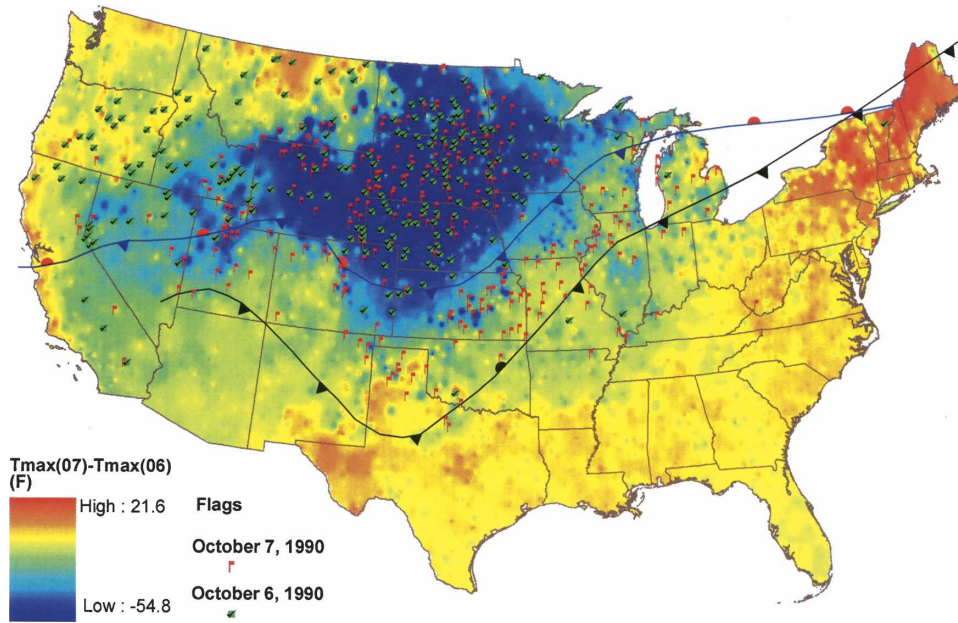 Tmax(07)-Tmax(06)
(F)
High : 21.6
Low : -54.8
Flags
October 7, 1990
October 6, 1990